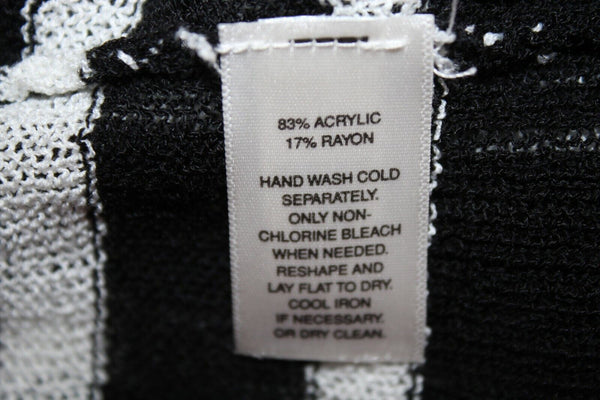 83% ACRYLIC
17% RAYON
HAND WASH COLD
SEPARATELY.
ONLY NON-
CHLORINE BLEACH
WHEN NEEDED.
RESHAPE AND
LAY FLAT TO DRY.
COOL IRON
IF NECESSARY.
OR DRY CLEAN.